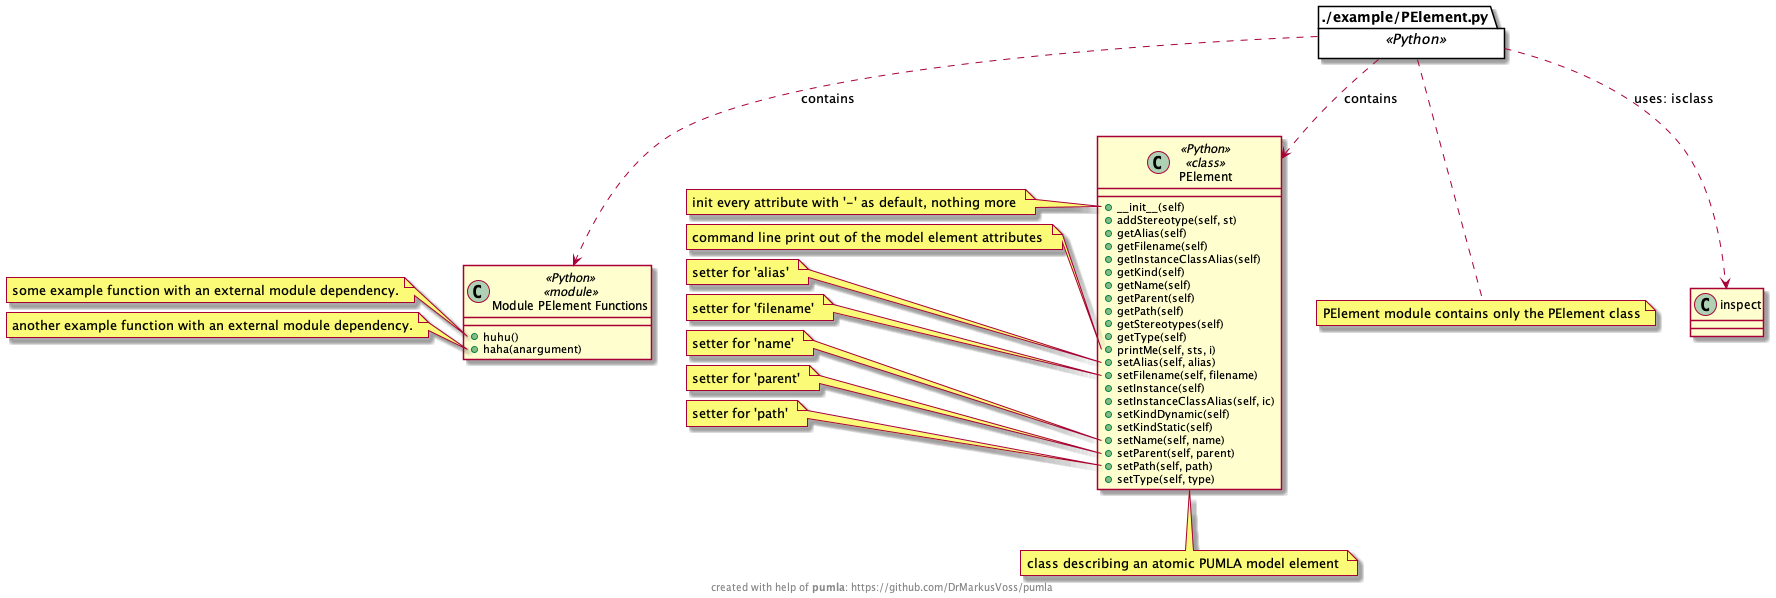 ./example/PElement.py
«Python»
contains
contains
uses: isclass
«Python»
«class»
PElement
init every attribute with '-' as default, nothing more
command line print out of the model element attributes
setter for 'alias'
setter for 'filename'
setter for 'name'
setter for 'parent'
setter for 'path'
__init__(self)
addStereotype(self, st)
getAlias(self)
getFilename(self)
getInstanceClassAlias(self)
getKind(self)
getName(self)
getParent(self)
getPath(self)
getStereotypes(self)
getType(self)
printMe(self, sts, i)
setAlias(self, alias)
setFilename(self, filename)
setInstance(self)
setInstanceClassAlias(self, ic)
setKindDynamic(self)
setKindStatic(self)
setName(self, name)
setParent(self, parent)
setPath(self, path)
setType(self, type)
some example function with an external module dependency.
another example function with an external module dependency.
C
«Python»
«module»
Module PElement Functions
huhu()
haha(anargument)
C
PElement module contains only the PElement class
C
inspect
class describing an atomic PUMLA model element
created with help of pumla: https://github.com/DrMarkusVoss/pumla